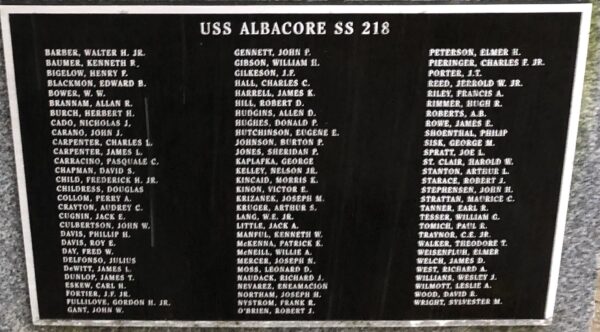 USS ALBACORE SS 218
BARBER, WALTER H. JR.
BAUMER, KENNETH P.
BIGELOW, HENRY F.
BLACKMON, EDWARD B.
BOWER, W. W.
BRANNAM, ALLAN R.
BURCH, HERBERT H.
CADO, NICHOLAS J.
CARANO, JOHN J.
CARPENTER, CHARLES L.
CARPENTER, JAMES L.
CARRACINO, PASQUALE C.
CHAPMAN, DAVID S.
CHILD, FREDERICK H. JR.
CHILDRESS, DOUGLAS
COLLOM, PERRY A.
CRAYTON, AUDREY C.
CUGNIN, JACK E.
CULBERTSON, JOHN W.
DAVIS, PHILLIP H.
DAVIS, ROY E.
DAY, FRED W.
DELFONSO, JULIUS
DeWITT, JAMES L.
DUNLOP, JAMES T.
ESKEW, CARL H.
FORTIER, J.F. JR.
FULLILOVE, GORDON H. JR.
GANT, JOHN W.
GENNETT, JOHN P.
GIBSON, WILLIAM H.
GILKESON, J.F.
HALL, CHARLES C.
HARRELL, JAMES K.
HILL, ROBERT D.
HUDGINS, ALLEN D.
HUGHES, DONALD P.
HUTCHINSON, EUGENE E.
JOHNSON, BURTON P.
JONES, SHERIDAN P.
KAPLAFKA, GEORGE
KELLEY, NELSON JR.
KINCAID, MORRIS K.
KINON, VICTOR E.
KRIZANEK, JOSEPH M.
KRUGER, ARTHUR S.
LANG, W.E. JR.
LITTLE, JACK A.
MANFUL, KENNETH W.
McKENNA, PATRICK K.
McNEILL, WILLIE A.
MERCER, JOSEPH N.
MOSS, LEONARD D.
NAUDACK, RICHARD J.
NEVAREZ, ENEAMACION
NORTHAM, JOSEPH H.
NYSTROM, FRANK R.
O'BRIEN, ROBERT J.
PETERSON, ELMER H.
PIERINGER, CHARLES F. JR.
PORTER, J.T.
REED, JERROLD W. JR.
RILEY, FRANCIS A.
RIMMER, HUGH R.
ROBERTS, A.B.
ROWE, JAMES E.
SHOENTHAL, PHILIP
SISK, GEORGE M.
SPRATT, JOE L.
ST. CLAIR, HAROLD W.
STANTON, ARTHUR L.
STARACE, ROBERT J.
STEPHENSEN, JOHN H.
STRATTAN, MAURICE C.
TANNER, EARL R.
TESSER, WILLIAM G.
TOMICH, PAUL R.
TRAYNOR, C.E. JR.
WALKER, THEODORE T.
WEISENFLUH, ELMER
WELCH, JAMES D.
WEST, RICHARD A.
WILLIANS, WESLEY J.
WILMOTT, LESLIE A.
WOOD, DAVID R.
WRIGHT, SYLVESTER M.